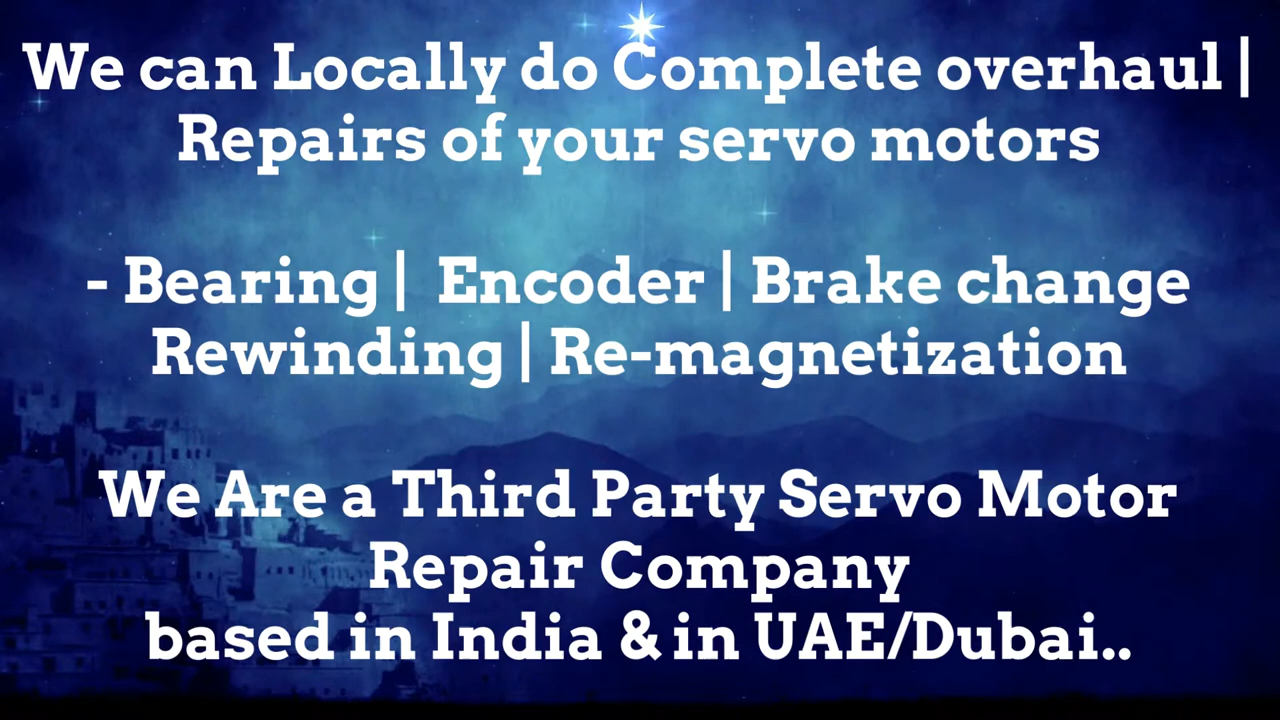 We can Locally do Complete overhaul |
Repairs of your servo motors
- Bearing | Encoder | Brake change
Rewinding | Re-magnetization
We Are a Third Party Servo Motor
Repair Company
based in India & in UAE/Dubai..